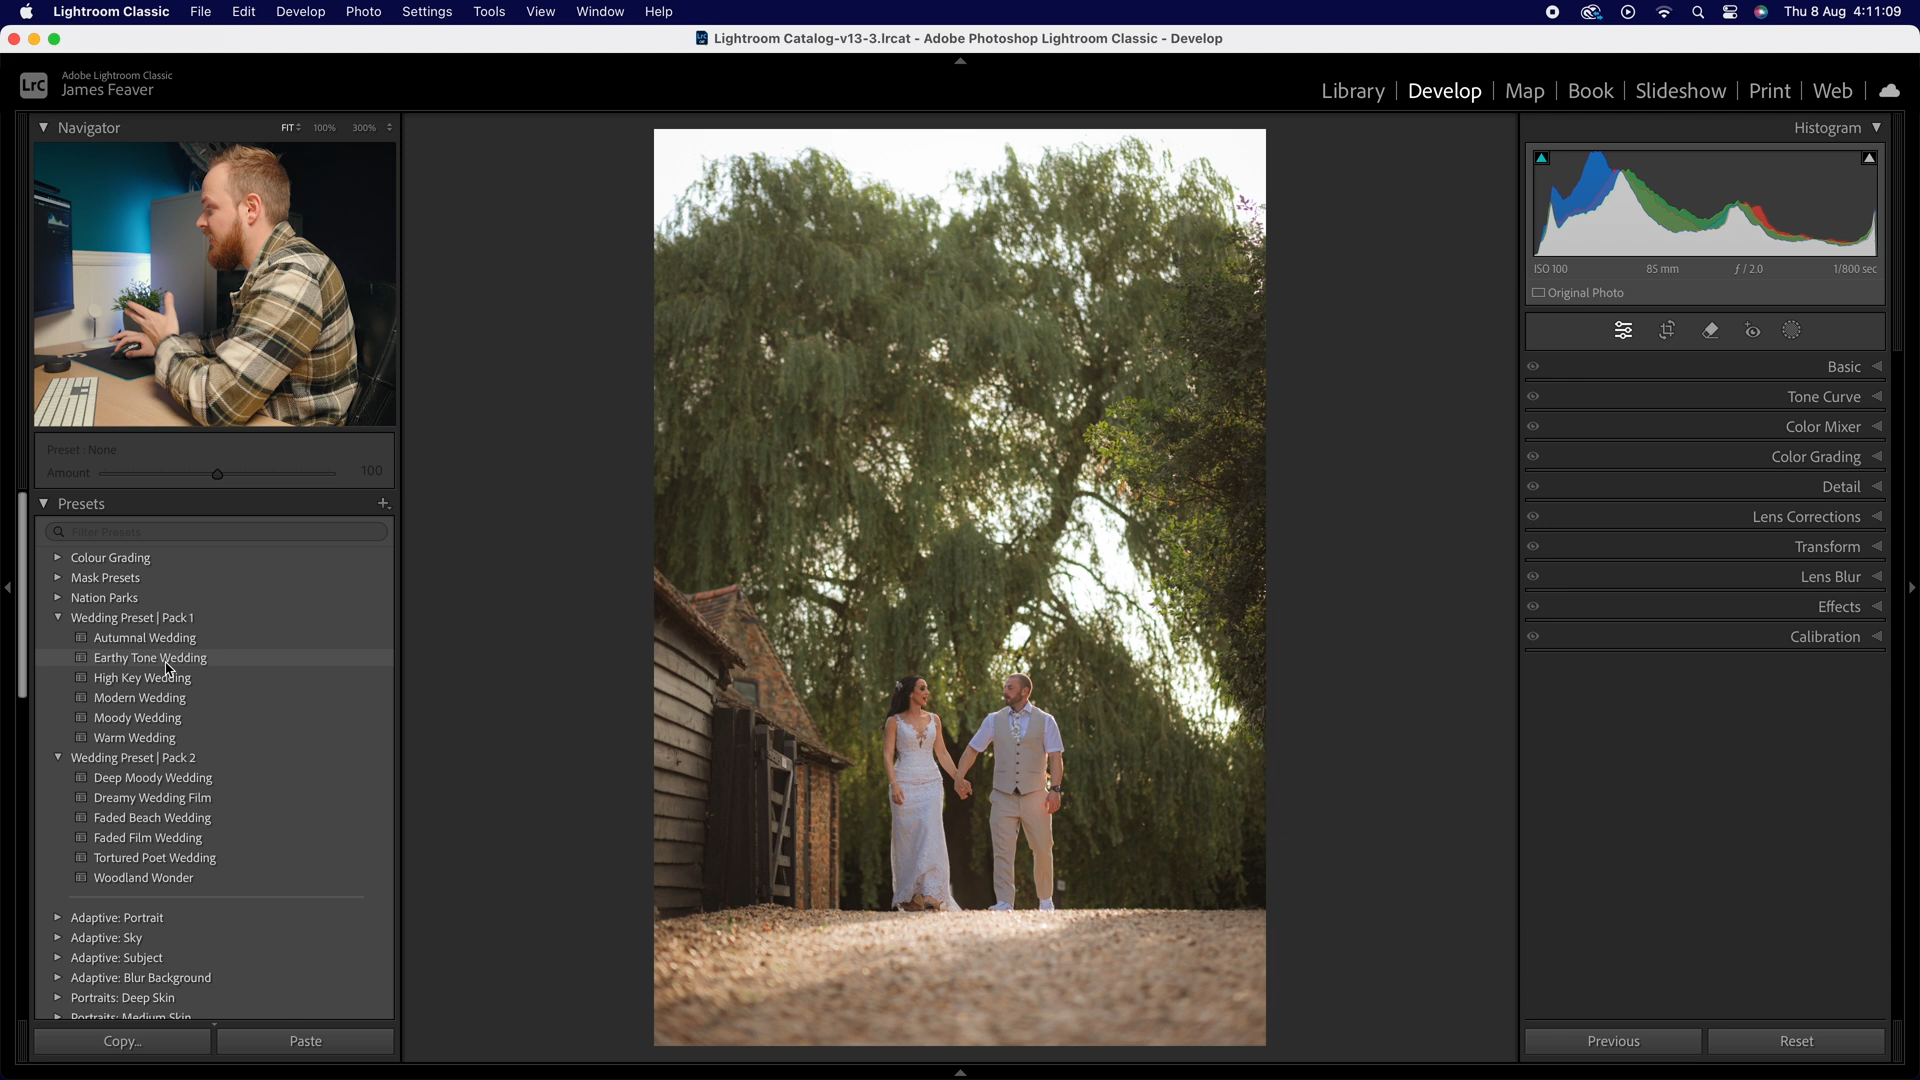 Lightroom Classic File Edit Develop Photo Settings Tools View Window Help Thu 8 Aug 4:11:09
Lightroom Catalog-v13-3.lrcat - Adobe Photoshop Lightroom Classic - Develop
LrC Adobe Lightroom Classic
James Feaver
Library | Develop | Map | Book | Slideshow | Print | Web
Navigator FIT 100% 300%
Histogram
ISO 100 85 mm ƒ / 2.0 1/800 sec
Original Photo
Basic
Tone Curve
Color Mixer
Color Grading
Detail
Lens Corrections
Transform
Lens Blur
Effects
Calibration
Preset : None
Amount 100
Presets
Filter Presets
Colour Grading
Mask Presets
Nation Parks
Wedding Preset | Pack 1
Autumnal Wedding
Earthy Tone Wedding
High Key Wedding
Modern Wedding
Moody Wedding
Warm Wedding
Wedding Preset | Pack 2
Deep Moody Wedding
Dreamy Wedding Film
Faded Beach Wedding
Faded Film Wedding
Tortured Poet Wedding
Woodland Wonder
Adaptive: Portrait
Adaptive: Sky
Adaptive: Subject
Adaptive: Blur Background
Portraits: Deep Skin
Portraits: Medium Skin
Copy... Paste
Previous Reset